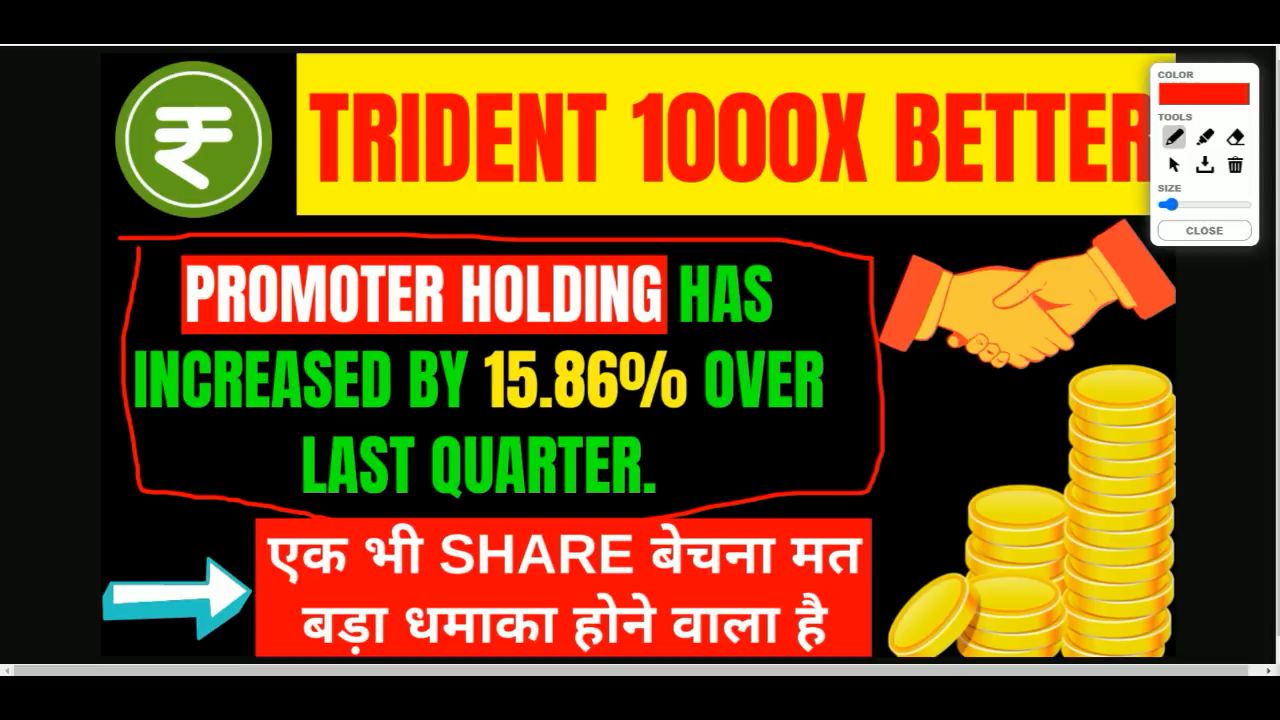 ₹
TRIDENT 1000X BETTER
COLOR
TOOLS
SIZE
CLOSE
PROMOTER HOLDING HAS
INCREASED BY 15.86% OVER
LAST QUARTER.
एक भी SHARE बेचना मत
बड़ा धमाका होने वाला है